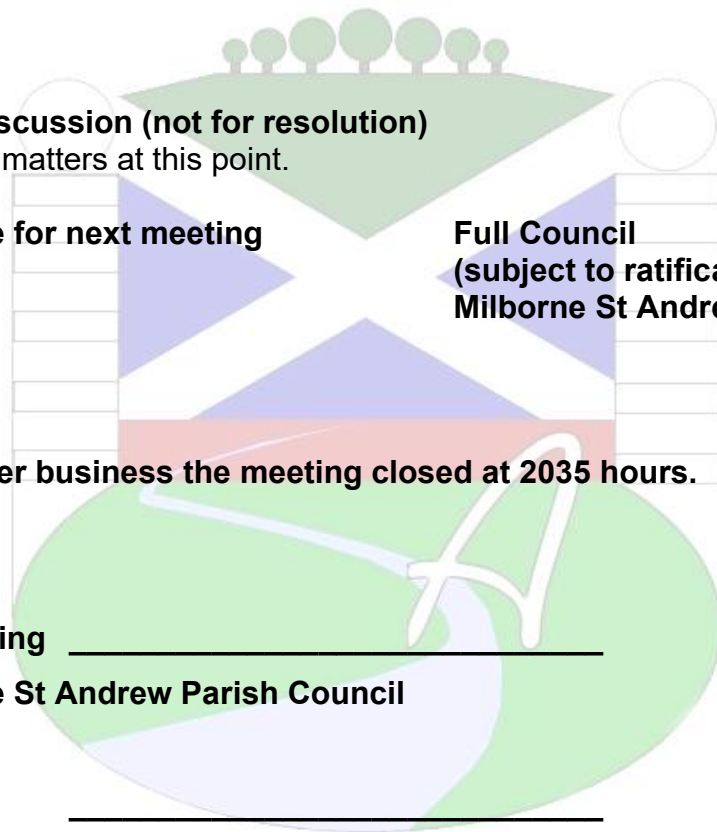 scussion (not for resolution)
matters at this point.
e for next meeting Full Council
(subject to ratifica
Milborne St Andre
er business the meeting closed at 2035 hours.
ing
e St Andrew Parish Council
A